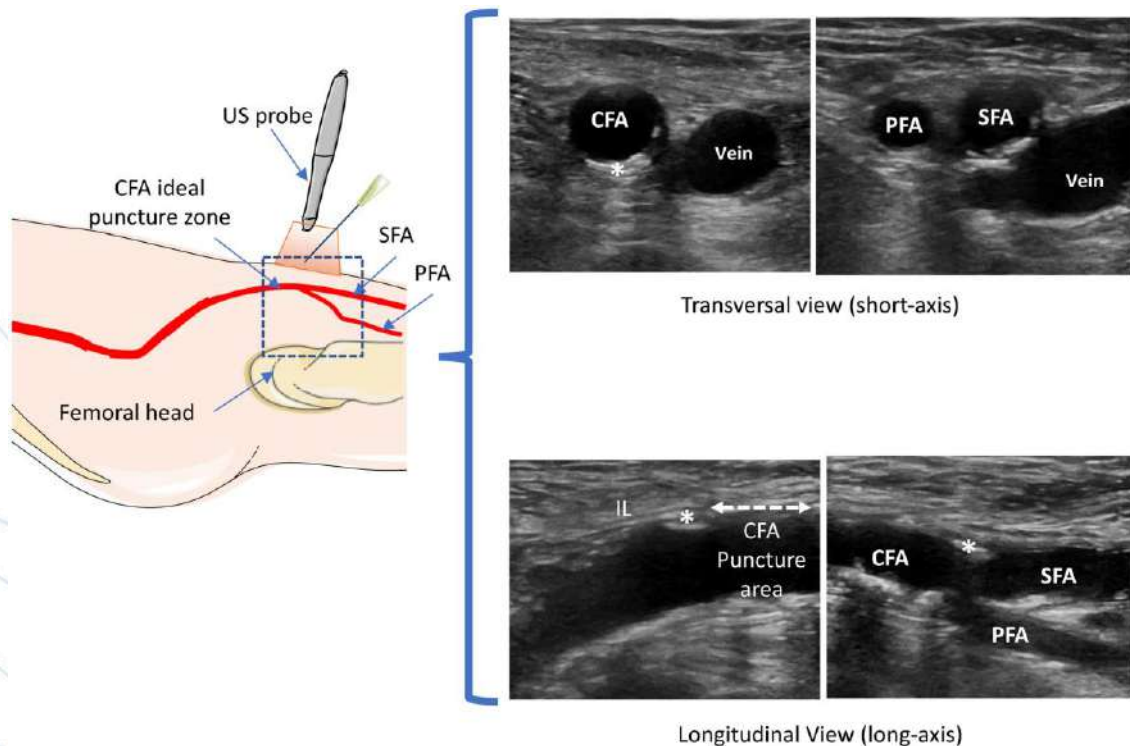 US probe
CFA ideal
puncture zone
SFA
PFA
Femoral head
CFA
*
Vein
PFA
SFA
Vein
Transversal view (short-axis)
IL
*
CFA
Puncture
area
CFA
*
SFA
PFA
Longitudinal View (long-axis)